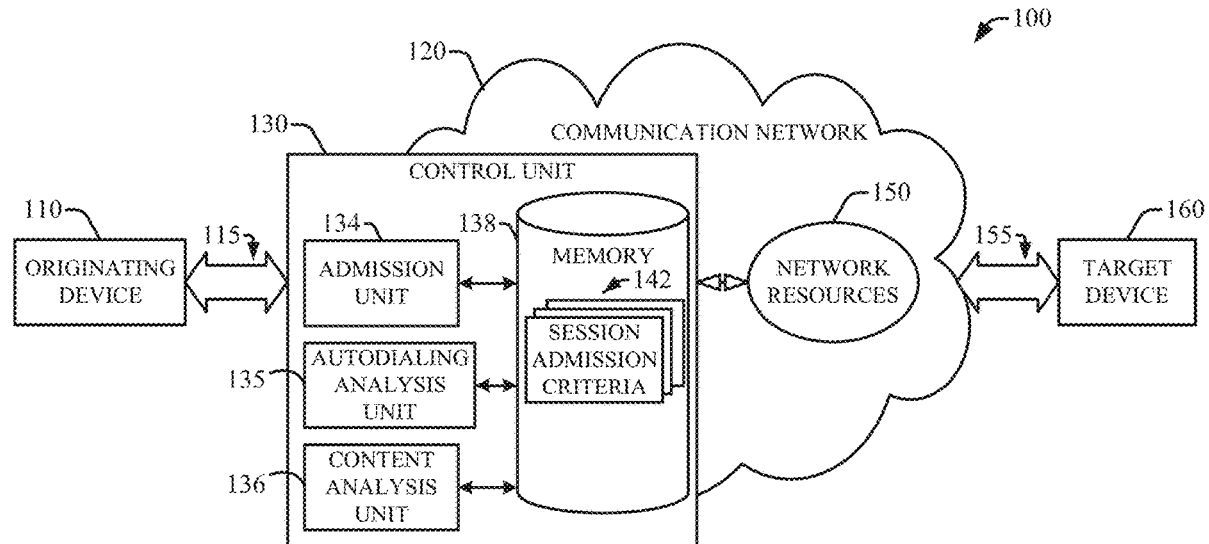 100
120
COMMUNICATION NETWORK
130
CONTROL UNIT
110
115
134
138
150
155
160
ORIGINATING
DEVICE
ADMISSION
UNIT
MEMORY
142
NETWORK
RESOURCES
TARGET
DEVICE
SESSION
ADMISSION
CRITERIA
135
AUTODIALING
ANALYSIS
UNIT
136
CONTENT
ANALYSIS
UNIT